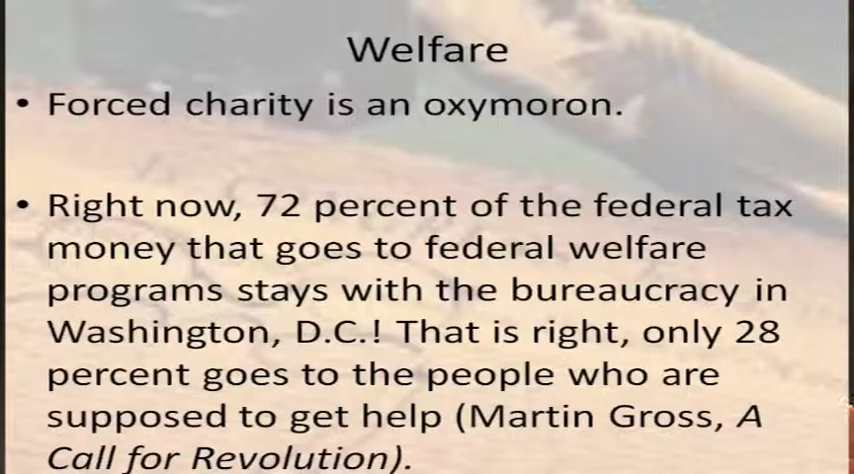 Welfare
• Forced charity is an oxymoron.
• Right now, 72 percent of the federal tax
money that goes to federal welfare
programs stays with the bureaucracy in
Washington, D.C.! That is right, only 28
percent goes to the people who are
supposed to get help (Martin Gross, A
Call for Revolution).